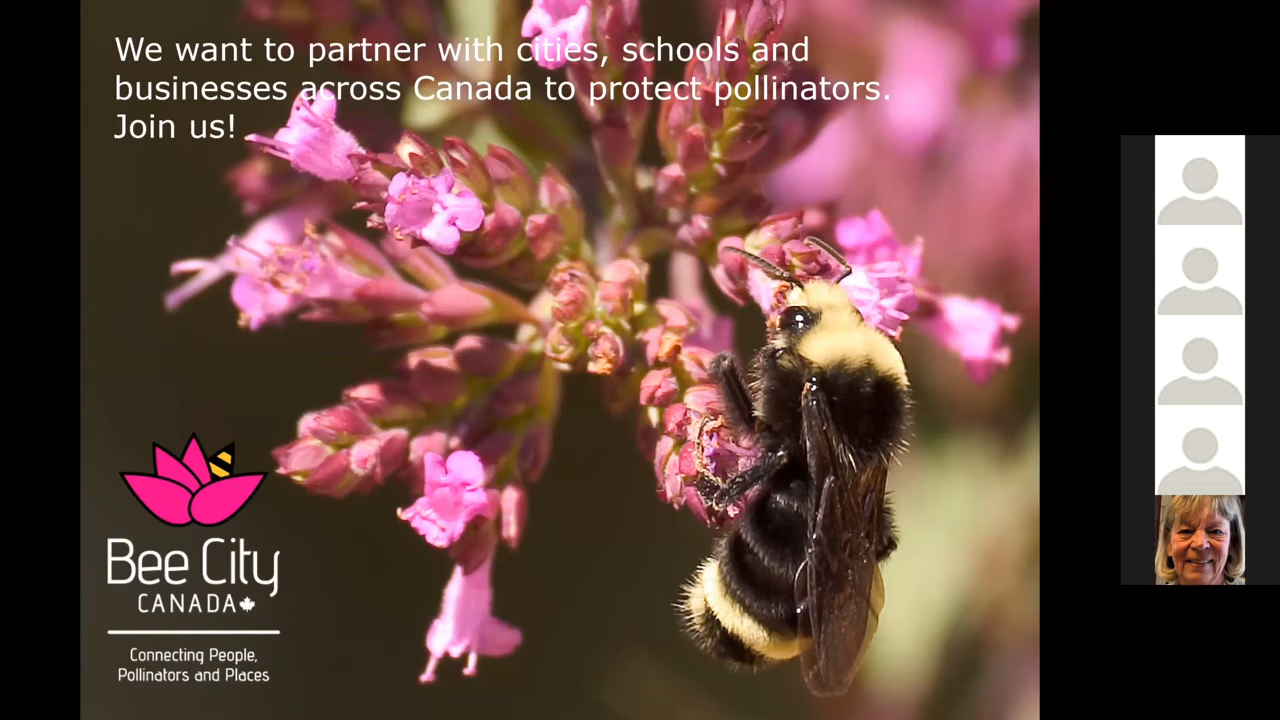 We want to partner with cities, schools and
businesses across Canada to protect pollinators.
Join us!
Bee City
CANADA
Connecting People,
Pollinators and Places